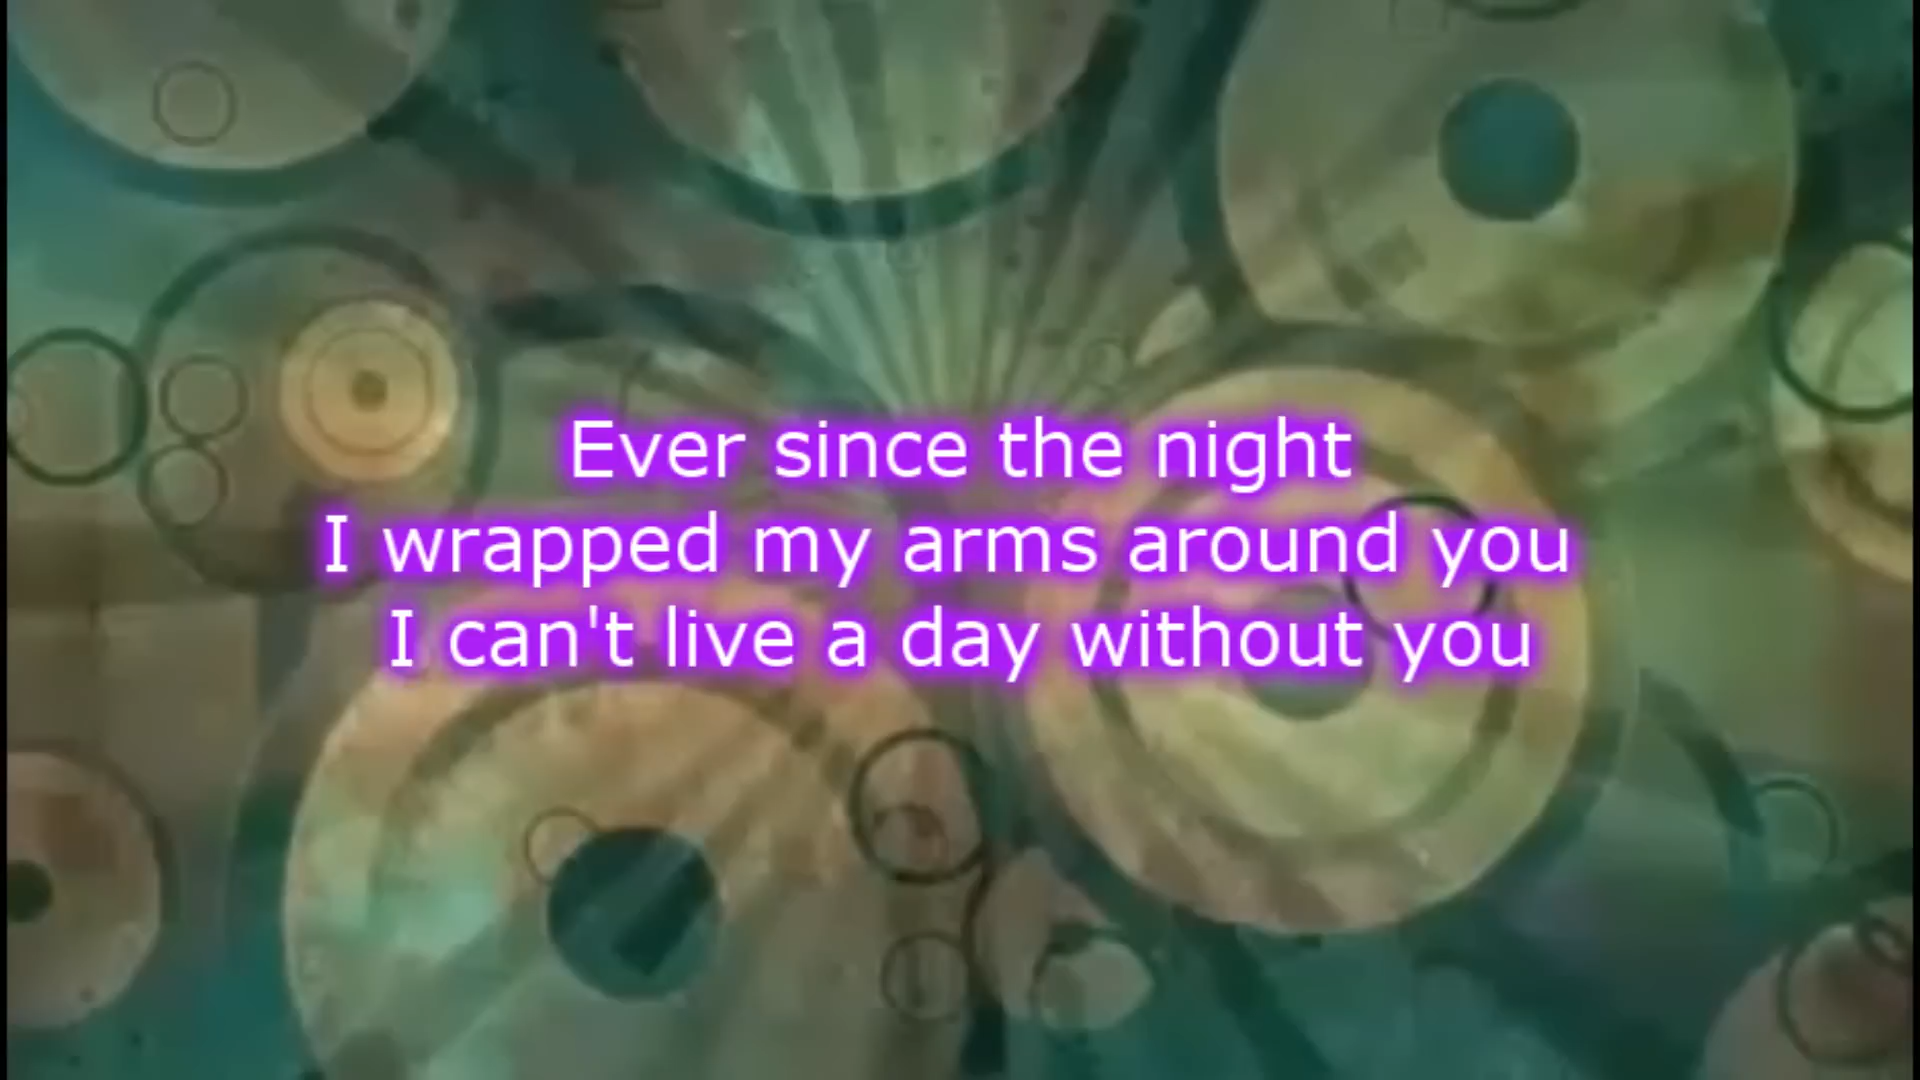 Ever since the night
I wrapped my arms around you
I can't live a day without you